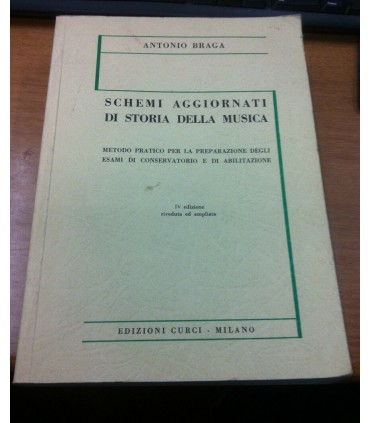 ANTONIO BRAGA
SCHEMI AGGIORNATI
DI STORIA DELLA MUSICA
METODO PRATICO PER LA PREPARAZIONE DEGLI
ESAMI DI CONSERVATORIO E DI ABILITAZIONE
IV edizione
riveduta ed ampliata
EDIZIONI CURCI - MILANO